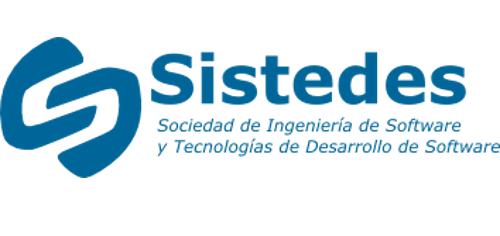 Sistedes
Sociedad de Ingeniería de Software
y Tecnologías de Desarrollo de Software